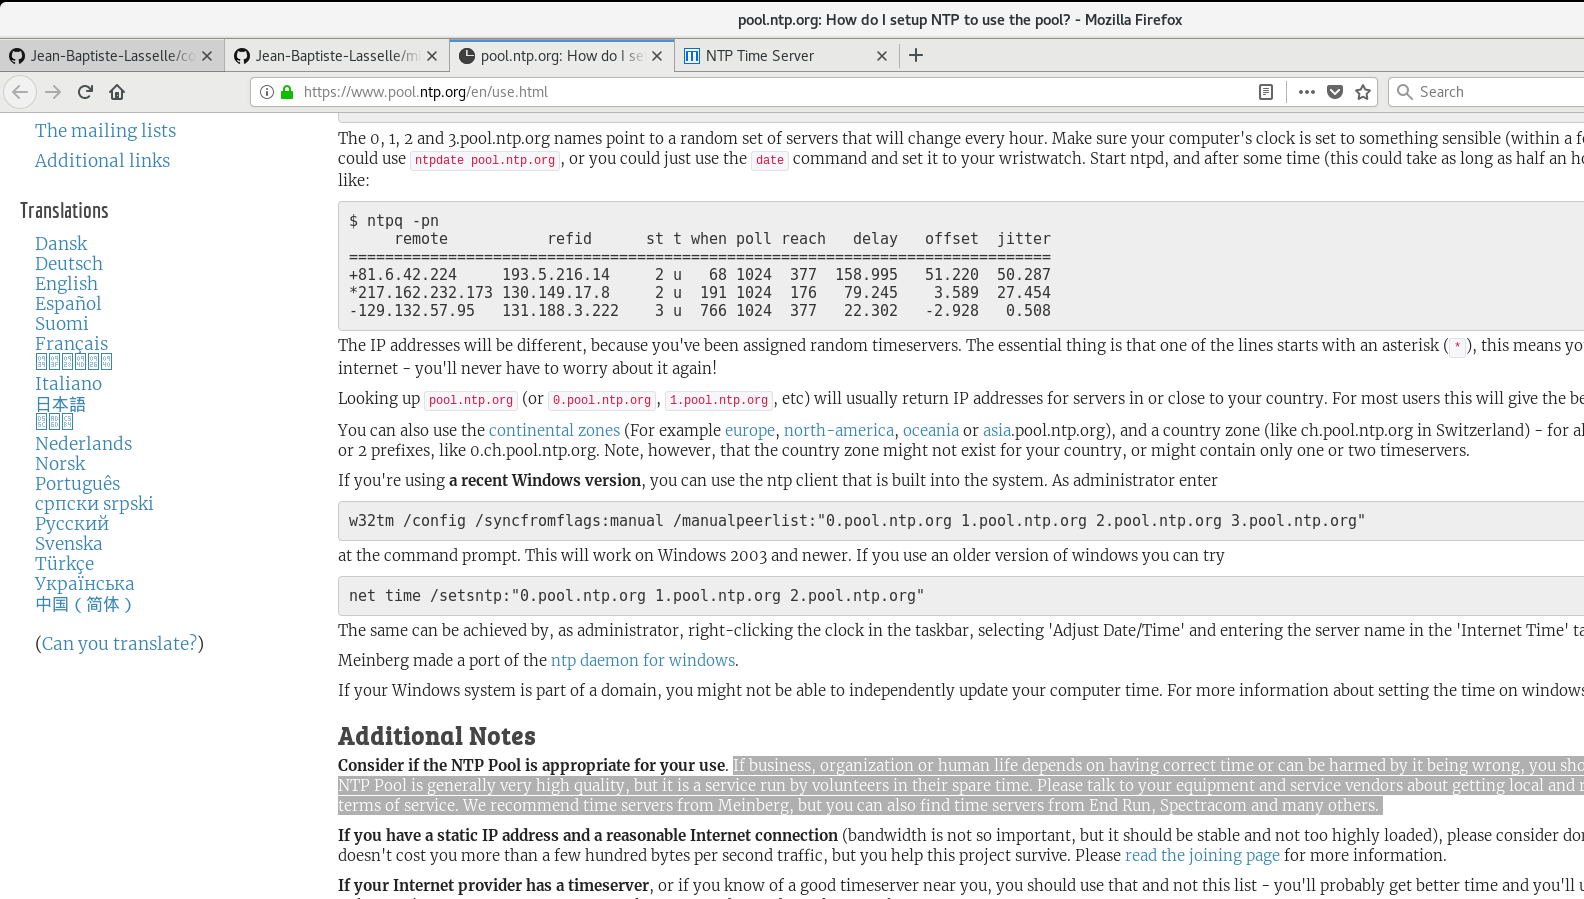 pool.ntp.org: How do I setup NTP to use the pool? - Mozilla Firefox
Jean-Baptiste-Lasselle/co
Jean-Baptiste-Lasselle/m
pool.ntp.org: How do I se
NTP Time Server
https://www.pool.ntp.org/en/use.html
Search
The mailing lists
Additional links
Translations
Dansk
Deutsch
English
Español
Suomi
Français
Italiano
日本語
Nederlands
Norsk
Português
српски srpski
Русский
Svenska
Türkçe
Українська
中国（简体）
(Can you translate?)
The 0, 1, 2 and 3.pool.ntp.org names point to a random set of servers that will change every hour. Make sure your computer's clock is set to something sensible (within a f
could use ntpdate pool.ntp.org, or you could just use the date command and set it to your wristwatch. Start ntpd, and after some time (this could take as long as half an h
like:
$ ntpq -pn
remote refid st t when poll reach delay offset jitter
==============================================================================
+81.6.42.224 193.5.216.14 2 u 68 1024 377 158.995 51.220 50.287
*217.162.232.173 130.149.17.8 2 u 191 1024 176 79.245 3.589 27.454
-129.132.57.95 131.188.3.222 3 u 766 1024 377 22.302 -2.928 0.508
The IP addresses will be different, because you've been assigned random timeservers. The essential thing is that one of the lines starts with an asterisk (*), this means yo
internet - you'll never have to worry about it again!
Looking up pool.ntp.org (or 0.pool.ntp.org, 1.pool.ntp.org, etc) will usually return IP addresses for servers in or close to your country. For most users this will give the be
You can also use the continental zones (For example europe, north-america, oceania or asia.pool.ntp.org), and a country zone (like ch.pool.ntp.org in Switzerland) - for al
or 2 prefixes, like 0.ch.pool.ntp.org. Note, however, that the country zone might not exist for your country, or might contain only one or two timeservers.
If you're using a recent Windows version, you can use the ntp client that is built into the system. As administrator enter
w32tm /config /syncfromflags:manual /manualpeerlist:"0.pool.ntp.org 1.pool.ntp.org 2.pool.ntp.org 3.pool.ntp.org"
at the command prompt. This will work on Windows 2003 and newer. If you use an older version of windows you can try
net time /setsntp:"0.pool.ntp.org 1.pool.ntp.org 2.pool.ntp.org"
The same can be achieved by, as administrator, right-clicking the clock in the taskbar, selecting 'Adjust Date/Time' and entering the server name in the 'Internet Time' ta
Meinberg made a port of the ntp daemon for windows.
If your Windows system is part of a domain, you might not be able to independently update your computer time. For more information about setting the time on windows
Additional Notes
Consider if the NTP Pool is appropriate for your use. If business, organization or human life depends on having correct time or can be harmed by it being wrong, you sho
NTP Pool is generally very high quality, but it is a service run by volunteers in their spare time. Please talk to your equipment and service vendors about getting local and r
terms of service. We recommend time servers from Meinberg, but you can also find time servers from End Run, Spectracom and many others.
If you have a static IP address and a reasonable Internet connection (bandwidth is not so important, but it should be stable and not too highly loaded), please consider do
doesn't cost you more than a few hundred bytes per second traffic, but you help this project survive. Please read the joining page for more information.
If your Internet provider has a timeserver, or if you know of a good timeserver near you, you should use that and not this list - you'll probably get better time and you'll u